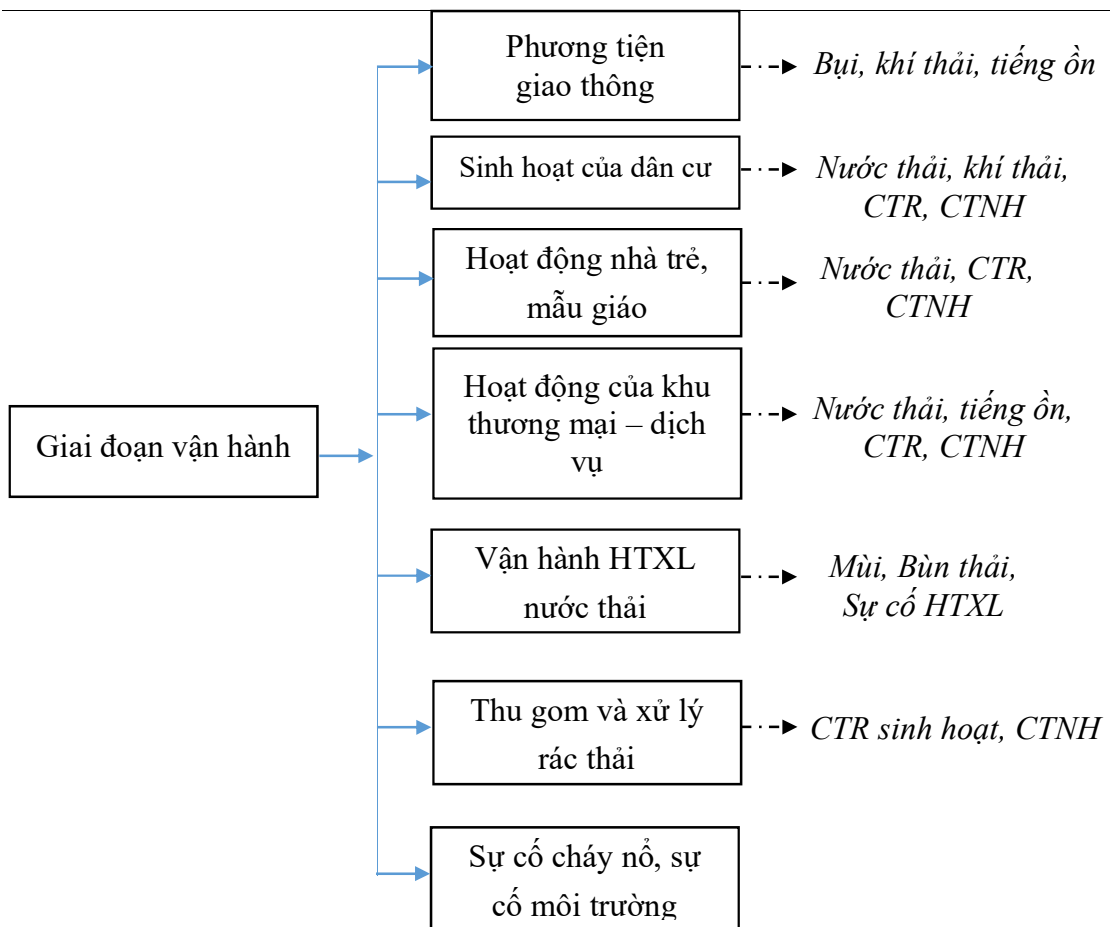 Phương tiện
giao thông
Bụi, khí thải, tiếng ồn
Sinh hoạt của dân cư
Nước thải, khí thải,
CTR, CTNH
Hoạt động nhà trẻ,
mẫu giáo
Nước thải, CTR,
CTNH
Hoạt động của khu
thương mại – dịch
vụ
Nước thải, tiếng ồn,
CTR, CTNH
Giai đoạn vận hành
Vận hành HTXL
nước thải
Mùi, Bùn thải,
Sự cố HTXL
Thu gom và xử lý
rác thải
CTR sinh hoạt, CTNH
Sự cố cháy nổ, sự
cố môi trường